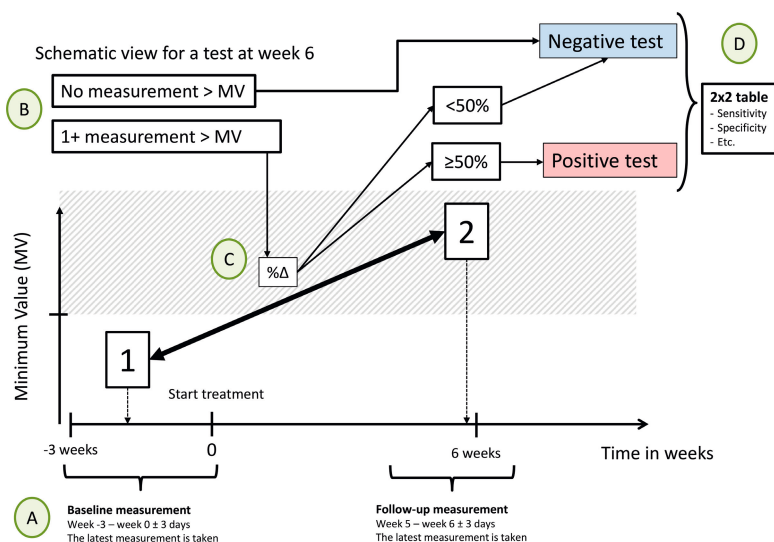 Schematic view for a test at week 6
Negative test
D
B
No measurement > MV
1+ measurement > MV
<50%
≥50%
Positive test
2x2 table
- Sensitivity
- Specificity
- Etc.
Minimum Value (MV)
C
%Δ
2
1
Start treatment
-3 weeks
0
6 weeks
Time in weeks
A
Baseline measurement
Week -3 – week 0 ± 3 days
The latest measurement is taken
Follow-up measurement
Week 5 – week 6 ± 3 days
The latest measurement is taken